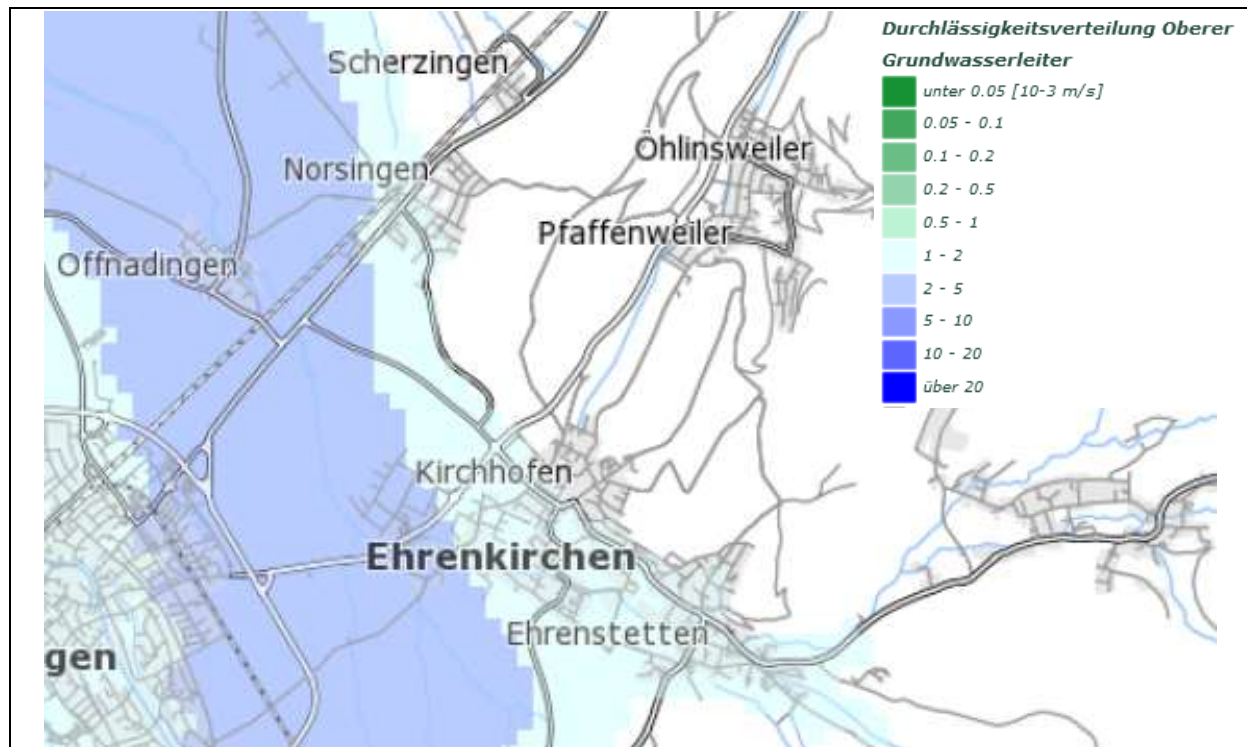 Durchlässigkeitsverteilung Oberer
Grundwasserleiter
unter 0.05 [10-3 m/s]
0.05 - 0.1
0.1 - 0.2
0.2 - 0.5
0.5 - 1
1 - 2
2 - 5
5 - 10
10 - 20
über 20
Scherzingen
Öhlinsweiler
Norsingen
Pfaffenweiler
Offnadingen
Kirchhofen
Ehrenkirchen
Ehrenstetten
gen